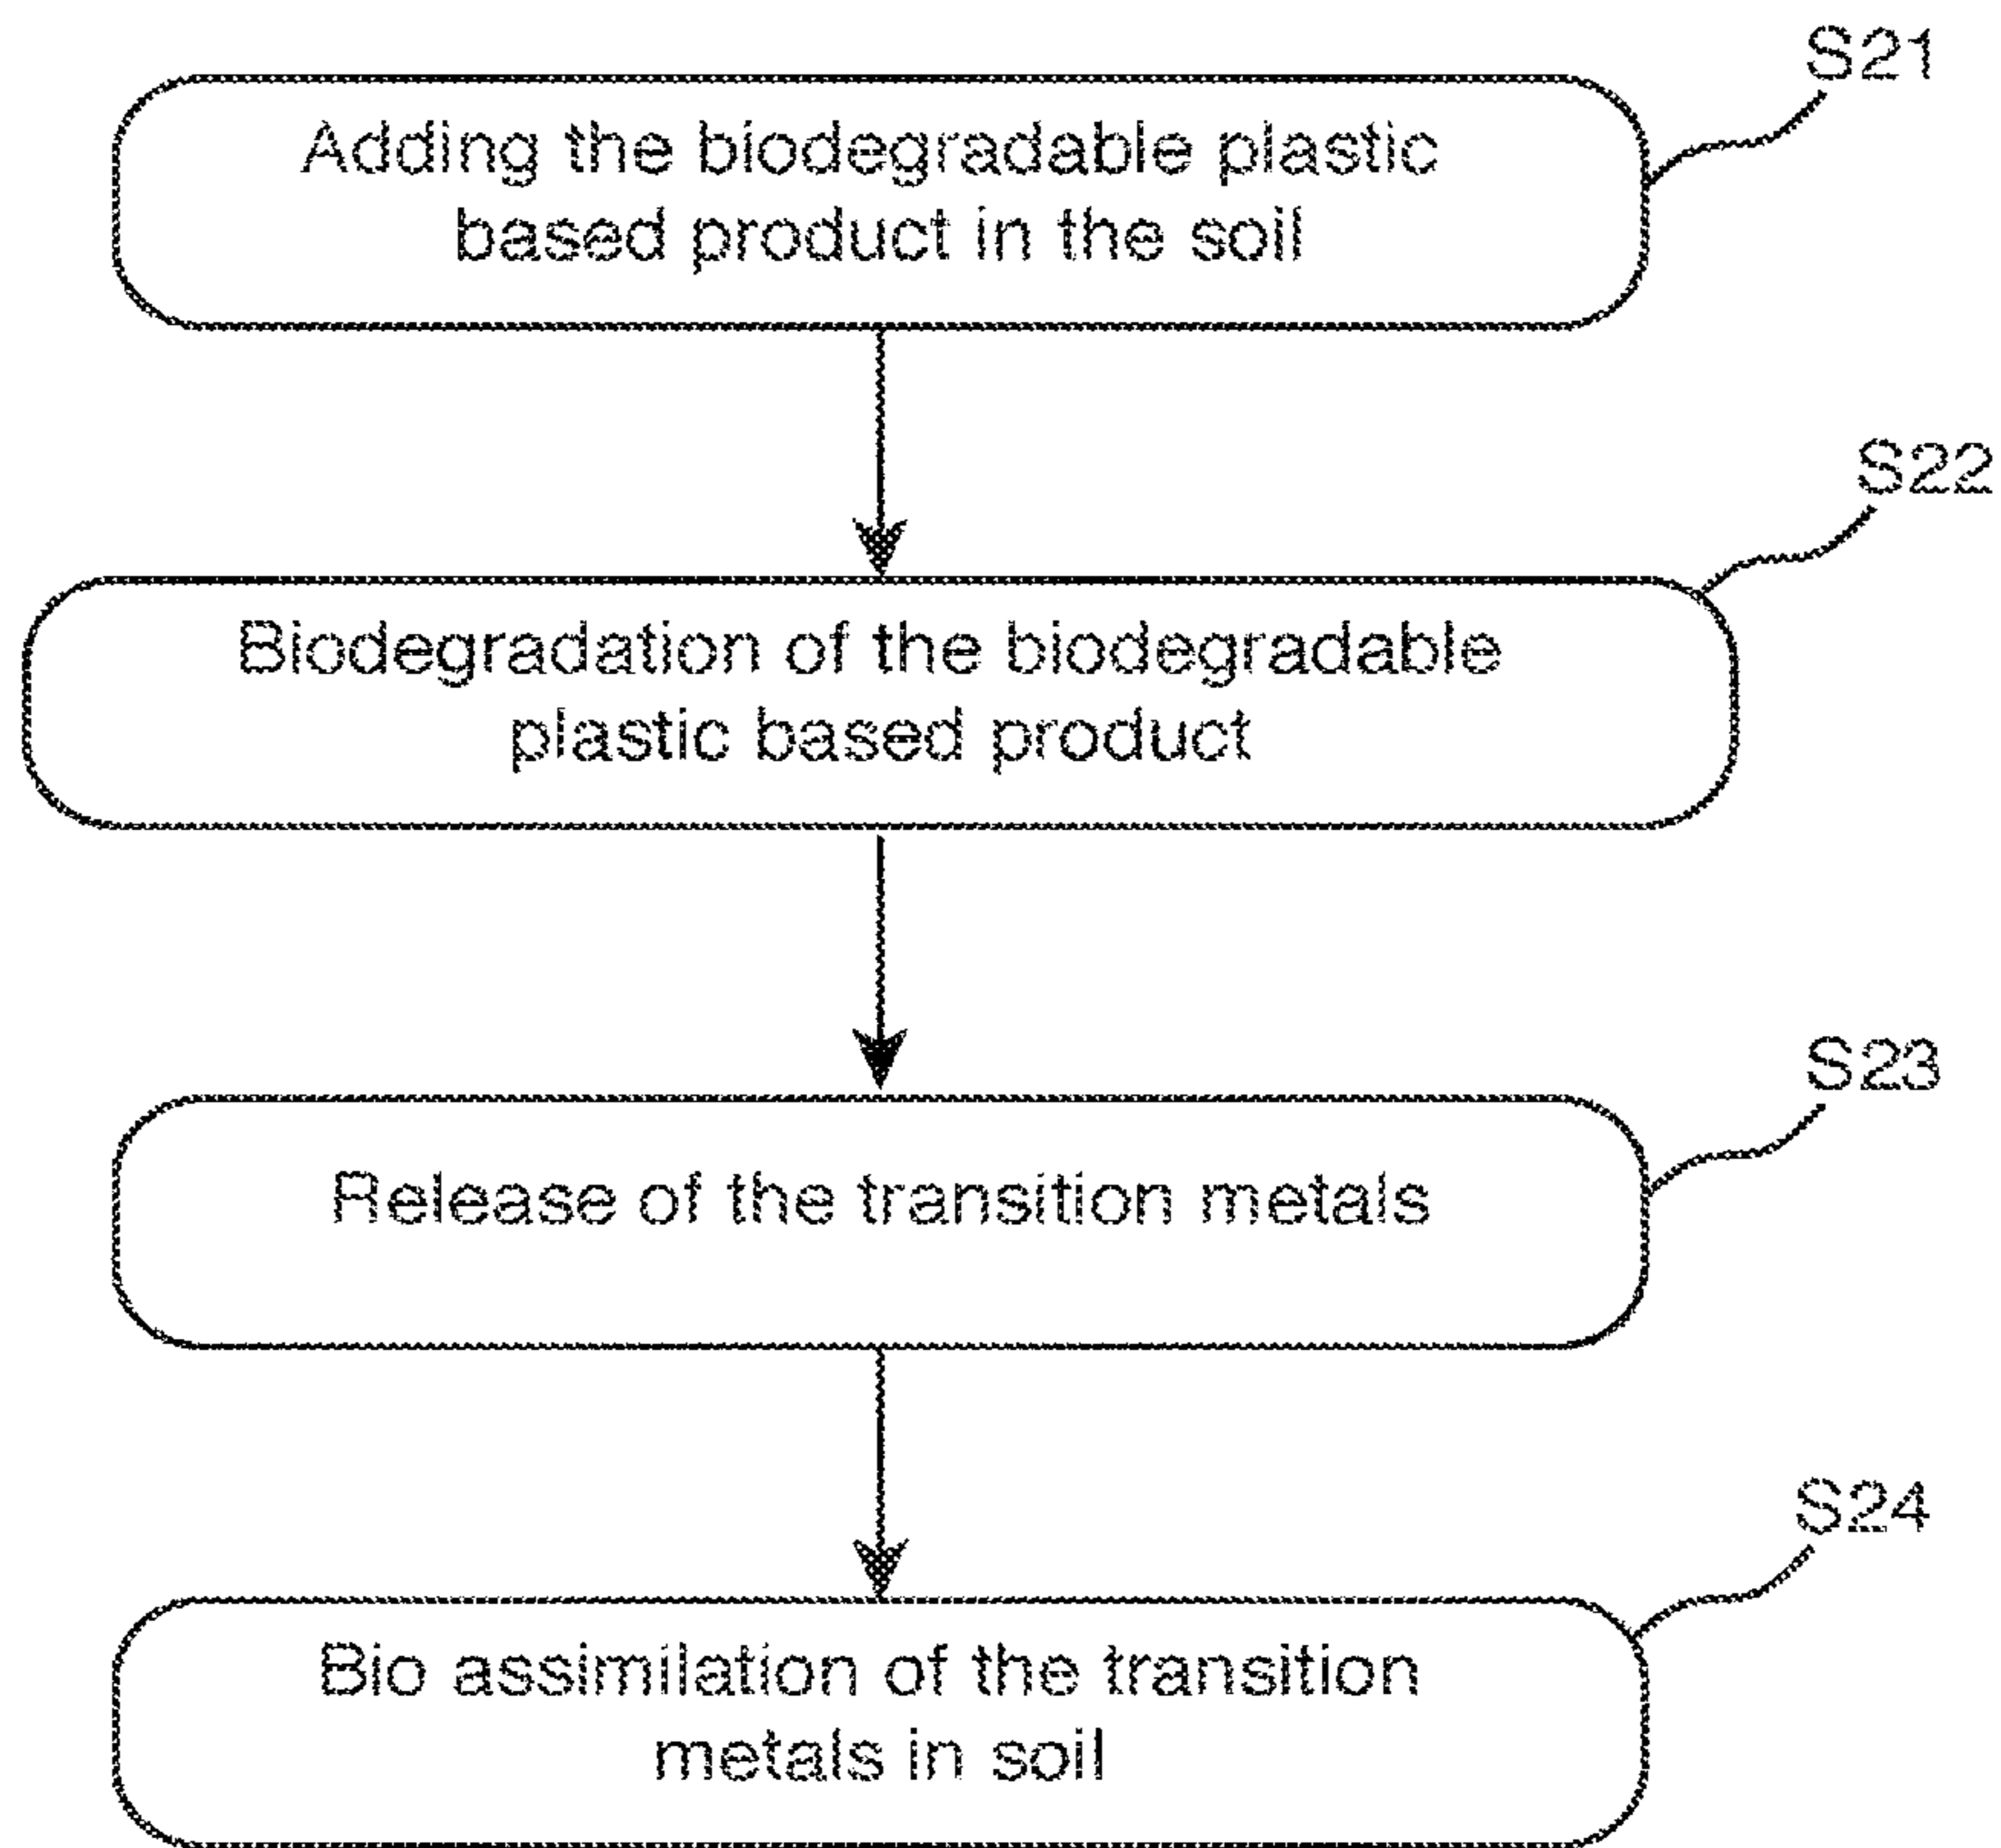 S21
Adding the biodegradable plastic
based product in the soil
S22
Biodegradation of the biodegradable
plastic based product
S23
Release of the transition metals
S24
Bio assimilation of the transition
metals in soil